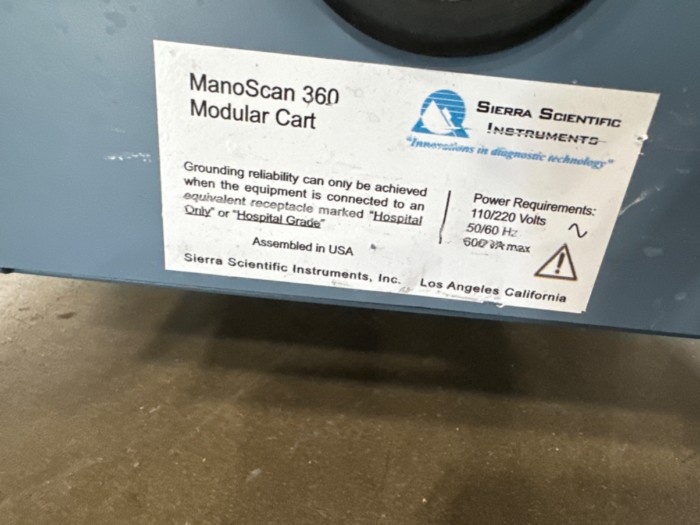 ManoScan 360
Modular Cart
SIERRA SCIENTIFIC
INSTRUMENTS
"Innovations in diagnostic technology"
Grounding reliability can only be achieved
when the equipment is connected to an
equivalent receptacle marked "Hospital
Only" or "Hospital Grade"
Power Requirements:
110/220 Volts
50/60 Hz
600 VA max
Assembled in USA
Sierra Scientific Instruments, Inc. Los Angeles California